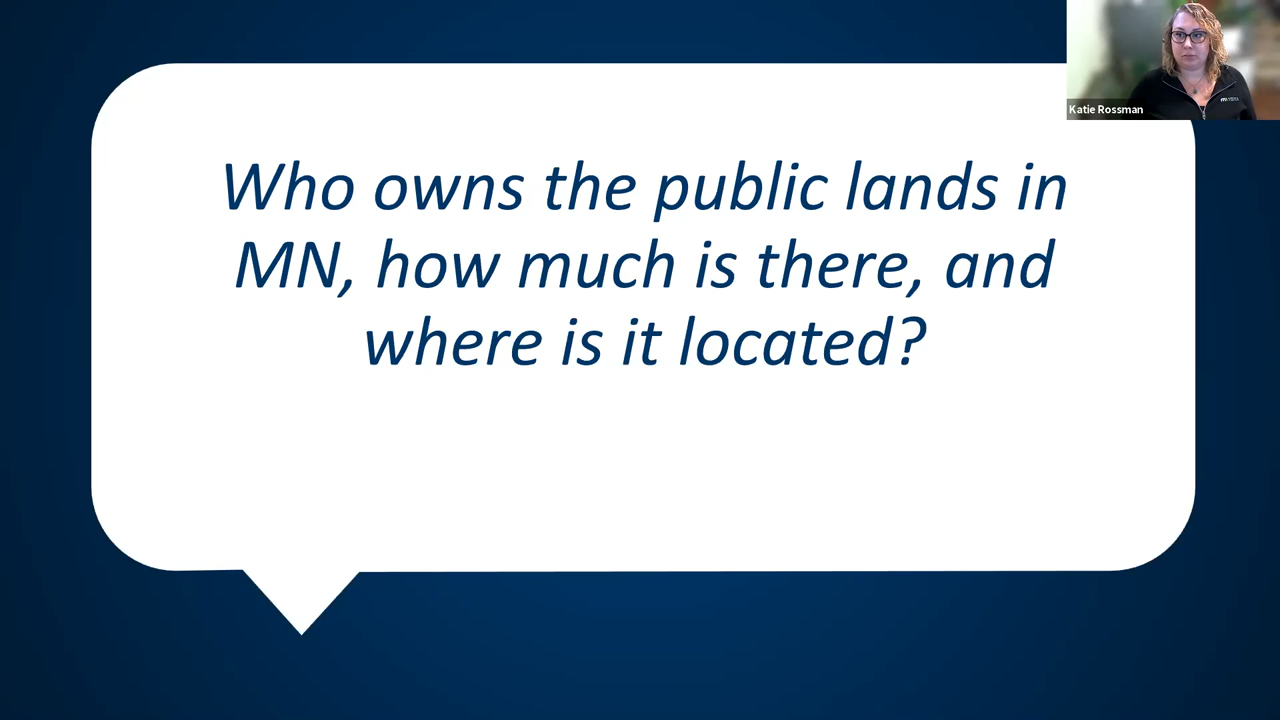 Who owns the public lands in
MN, how much is there, and
where is it located?
Katie Rossman